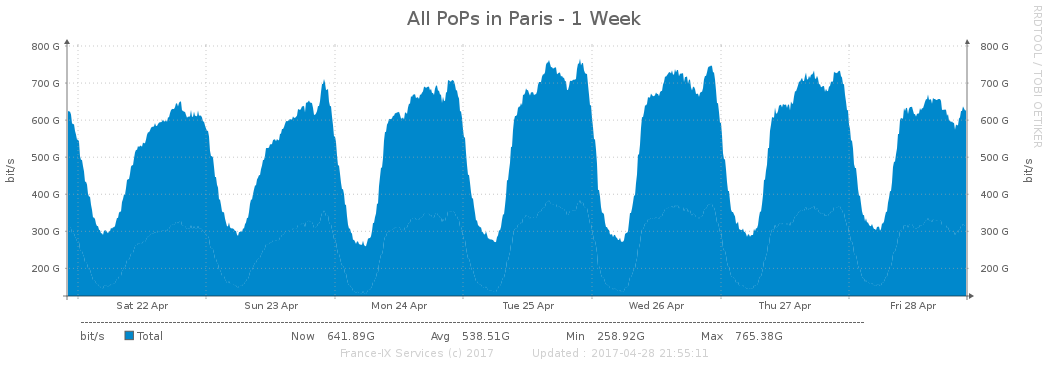 All PoPs in Paris - 1 Week
RRDTOOL / TOBI OETIKER
bit/s
800 G
700 G
600 G
500 G
400 G
300 G
200 G
800 G
700 G
600 G
500 G
400 G
300 G
200 G
bit/s
Sat 22 Apr Sun 23 Apr Mon 24 Apr Tue 25 Apr Wed 26 Apr Thu 27 Apr Fri 28 Apr
bit/s Total Now 641.89G Avg 538.51G Min 258.92G Max 765.38G
France-IX Services (c) 2017 Updated : 2017-04-28 21:55:11